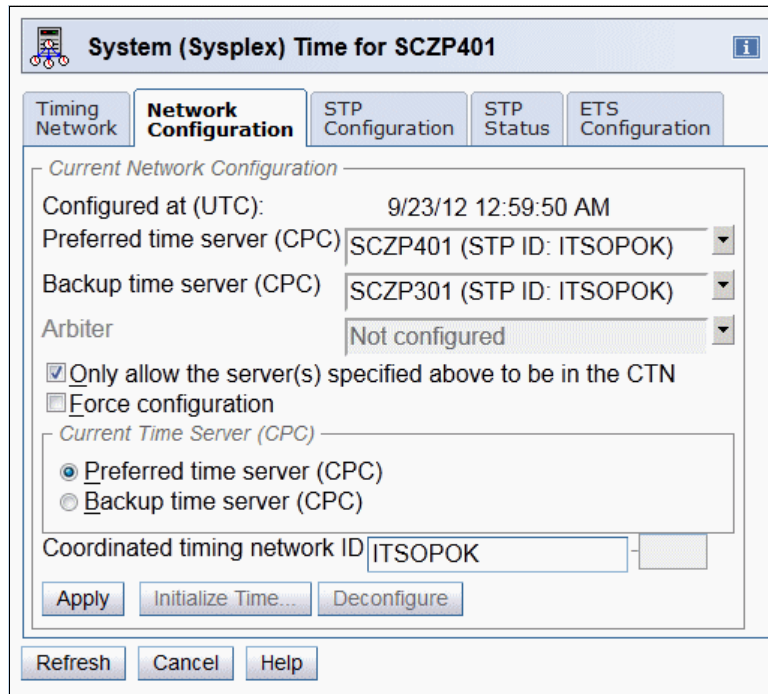 System (Sysplex) Time for SCZP401
i
Timing Network
Network Configuration
STP Configuration
STP Status
ETS Configuration
Current Network Configuration
Configured at (UTC): 9/23/12 12:59:50 AM
Preferred time server (CPC) SCZP401 (STP ID: ITSOPOK)
Backup time server (CPC) SCZP301 (STP ID: ITSOPOK)
Arbiter Not configured
Only allow the server(s) specified above to be in the CTN
Force configuration
Current Time Server (CPC)
Preferred time server (CPC)
Backup time server (CPC)
Coordinated timing network ID ITSOPOK -
Apply Initialize Time... Deconfigure
Refresh Cancel Help